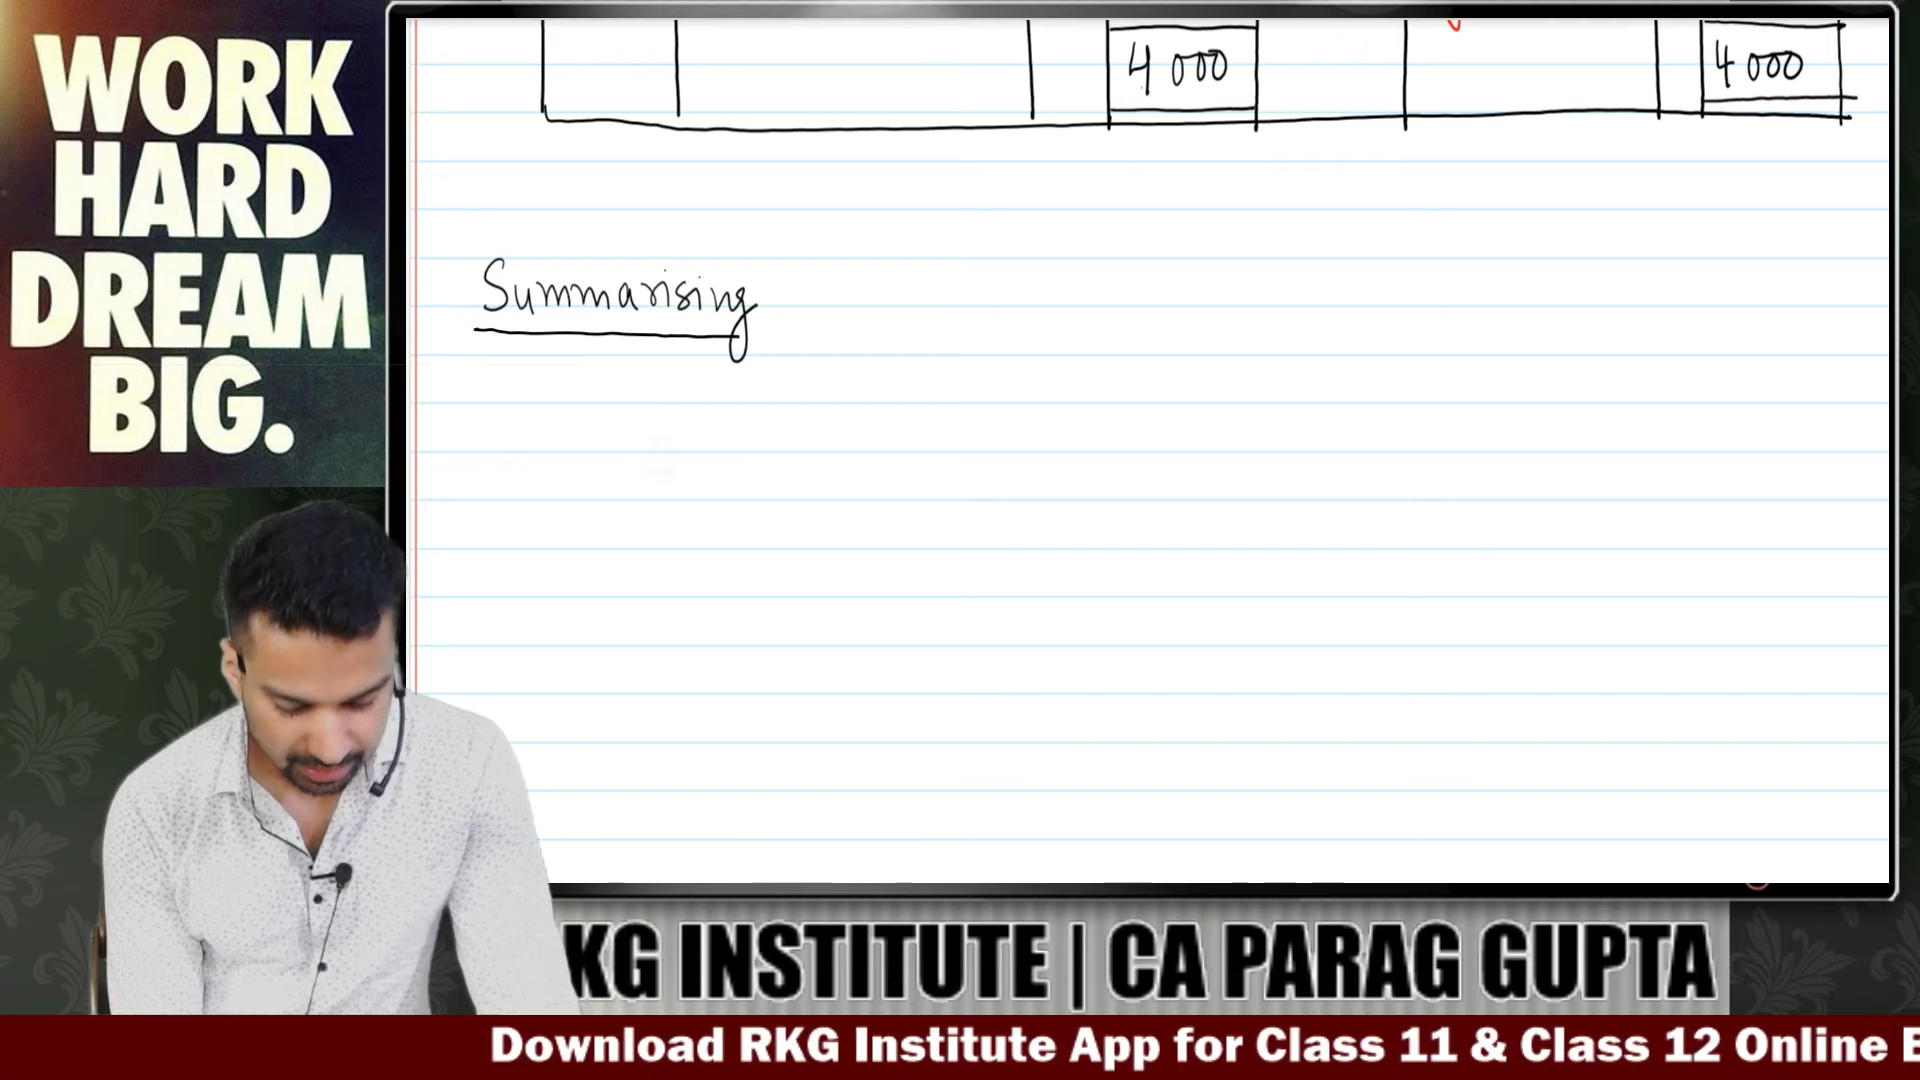 WORK
HARD
DREAM
BIG.
4000 4000
Summarising
KG INSTITUTE | CA PARAG GUPTA
Download RKG Institute App for Class 11 & Class 12 Online